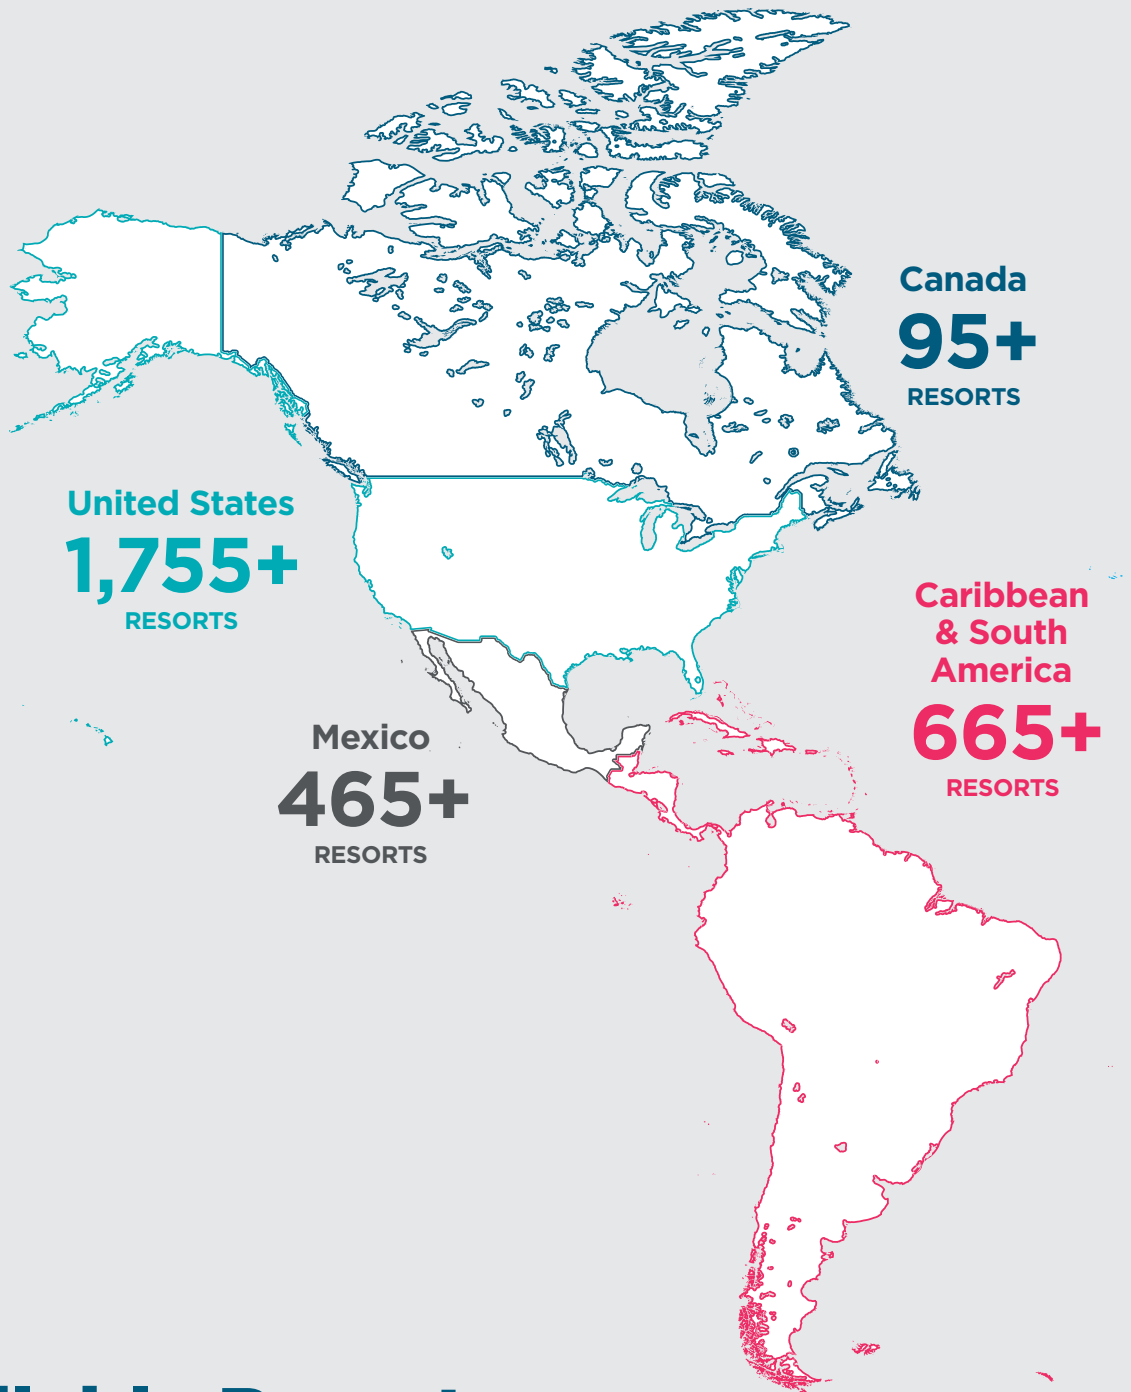 Canada
95+
RESORTS
United States
1,755+
RESORTS
Caribbean
& South
America
665+
RESORTS
Mexico
465+
RESORTS